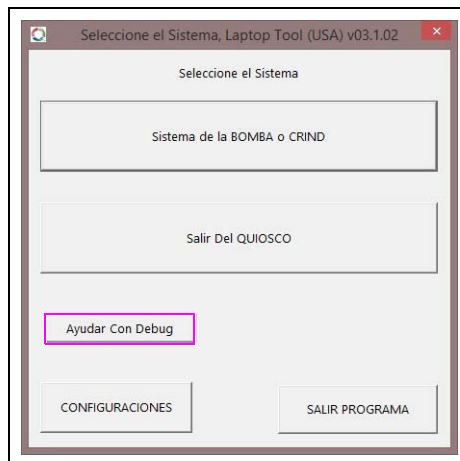 Seleccione el Sistema, Laptop Tool (USA) v03.1.02
Seleccione el Sistema
Sistema de la BOMBA o CRIND
Salir Del QUIOSCO
Ayudar Con Debug
CONFIGURACIONES
SALIR PROGRAMA